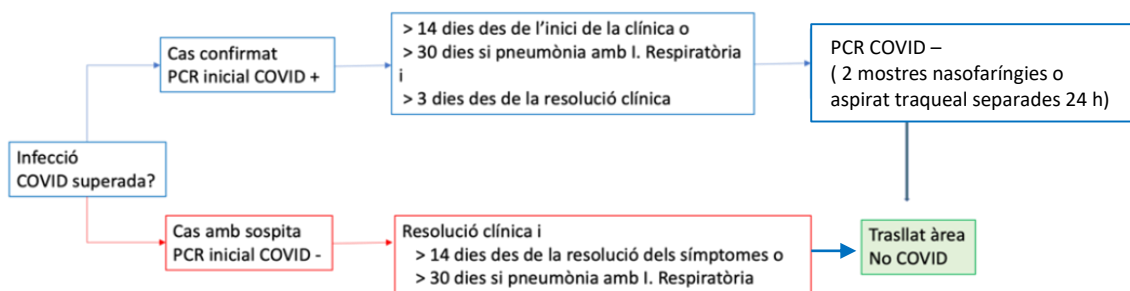 Infecció
COVID superada?
Cas confirmat
PCR inicial COVID +
> 14 dies des de l'inici de la clínica o
> 30 dies si pneumònia amb I. Respiratòria
i
> 3 dies des de la resolució clínica
PCR COVID –
( 2 mostres nasofaríngies o
aspirat traqueal separades 24 h)
Cas amb sospita
PCR inicial COVID -
Resolució clínica i
> 14 dies des de la resolució dels símptomes o
> 30 dies si pneumònia amb I. Respiratòria
Trasllat àrea
No COVID